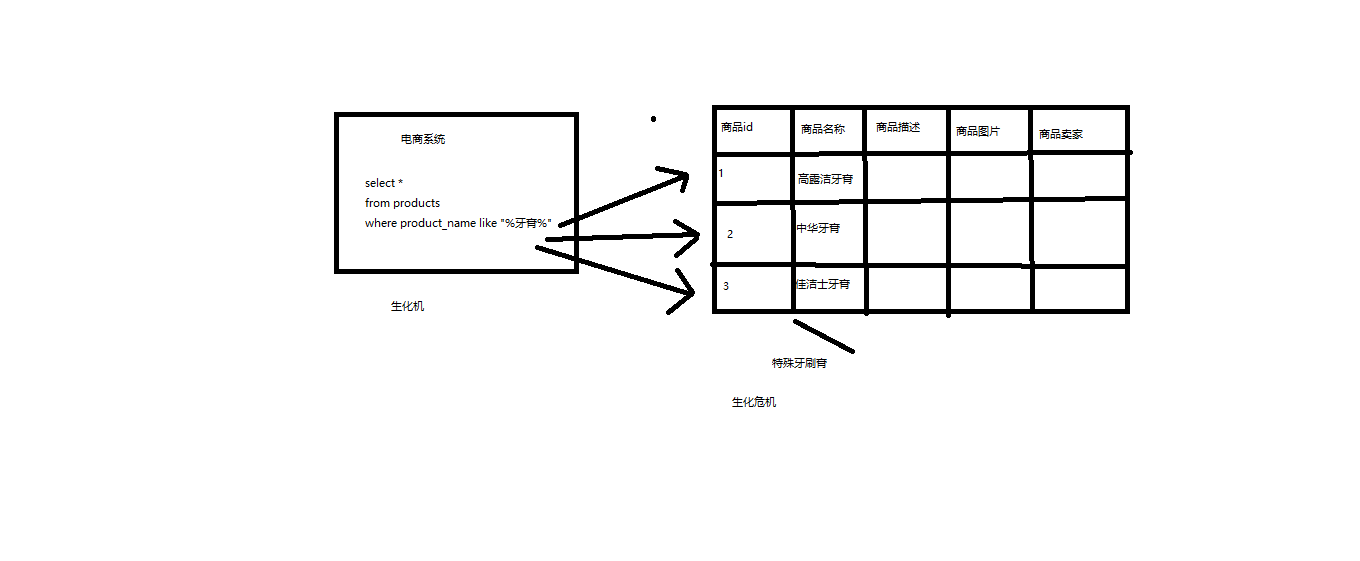 电商系统
select *
from products
where product_name like "%牙膏%"
生化机
商品id 商品名称 商品描述 商品图片 商品卖家
1 高露洁牙膏
2 中华牙膏
3 佳洁士牙膏
特殊牙刷膏
生化危机